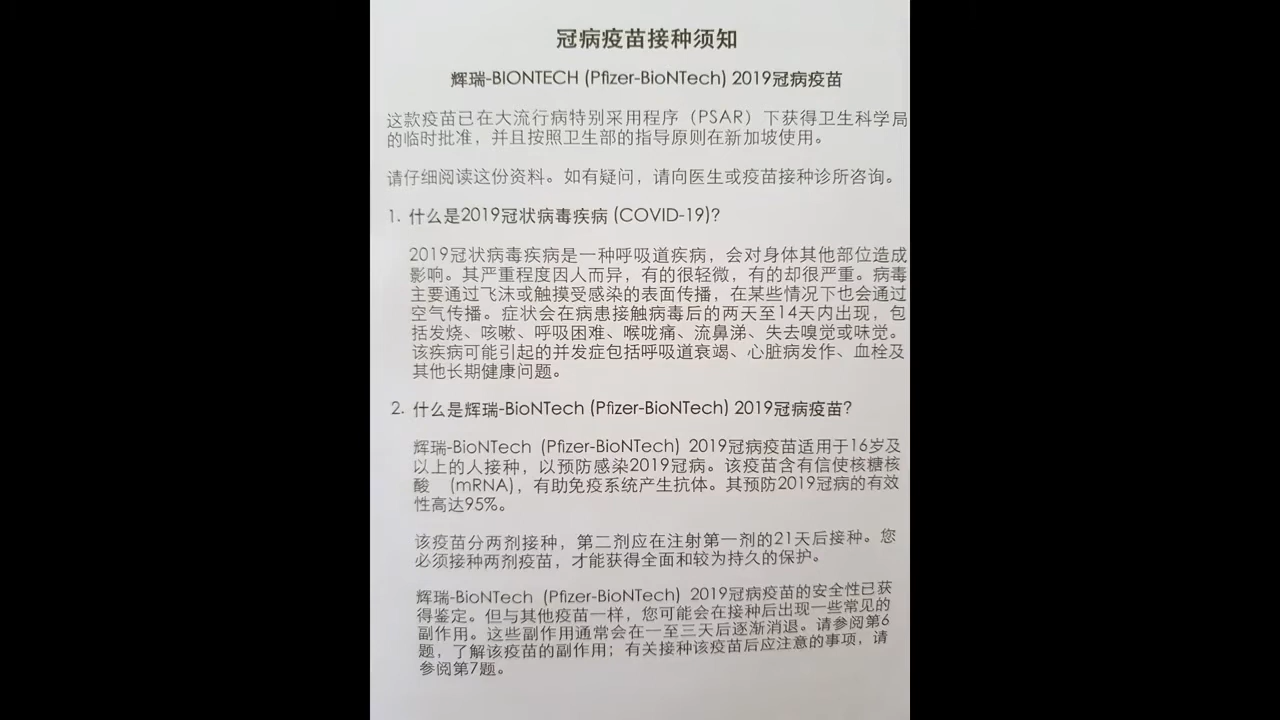 冠病疫苗接种须知
辉瑞-BIONTECH (Pfizer-BioNTech) 2019冠病疫苗
这款疫苗已在大流行病特别采用程序（PSAR）下获得卫生科学局
的临时批准，并且按照卫生部的指导原则在新加坡使用。
请仔细阅读这份资料。如有疑问，请向医生或疫苗接种诊所咨询。
1. 什么是2019冠状病毒疾病 (COVID-19)?
2019冠状病毒疾病是一种呼吸道疾病，会对身体其他部位造成
影响。其严重程度因人而异，有的很轻微，有的却很严重。病毒
主要通过飞沫或触摸受感染的表面传播，在某些情况下也会通过
空气传播。症状会在病患接触病毒后的两天至14天内出现，包
括发烧、咳嗽、呼吸困难、喉咙痛、流鼻涕、失去嗅觉或味觉。
该疾病可能引起的并发症包括呼吸道衰竭、心脏病发作、血栓及
其他长期健康问题。
2. 什么是辉瑞-BioNTech (Pfizer-BioNTech) 2019冠病疫苗?
辉瑞-BioNTech (Pfizer-BioNTech) 2019冠病疫苗适用于16岁及
以上的人接种，以预防感染2019冠病。该疫苗含有信使核糖核
酸 (mRNA)，有助免疫系统产生抗体。其预防2019冠病的有效
性高达95%。
该疫苗分两剂接种，第二剂应在注射第一剂的21天后接种。您
必须接种两剂疫苗，才能获得全面和较为持久的保护。
辉瑞-BioNTech (Pfizer-BioNTech) 2019冠病疫苗的安全性已获
得鉴定。但与其他疫苗一样，您可能会在接种后出现一些常见的
副作用。这些副作用通常会在一至三天后逐渐消退。请参阅第6
题，了解该疫苗的副作用；有关接种该疫苗后应注意的事项，请
参阅第7题。